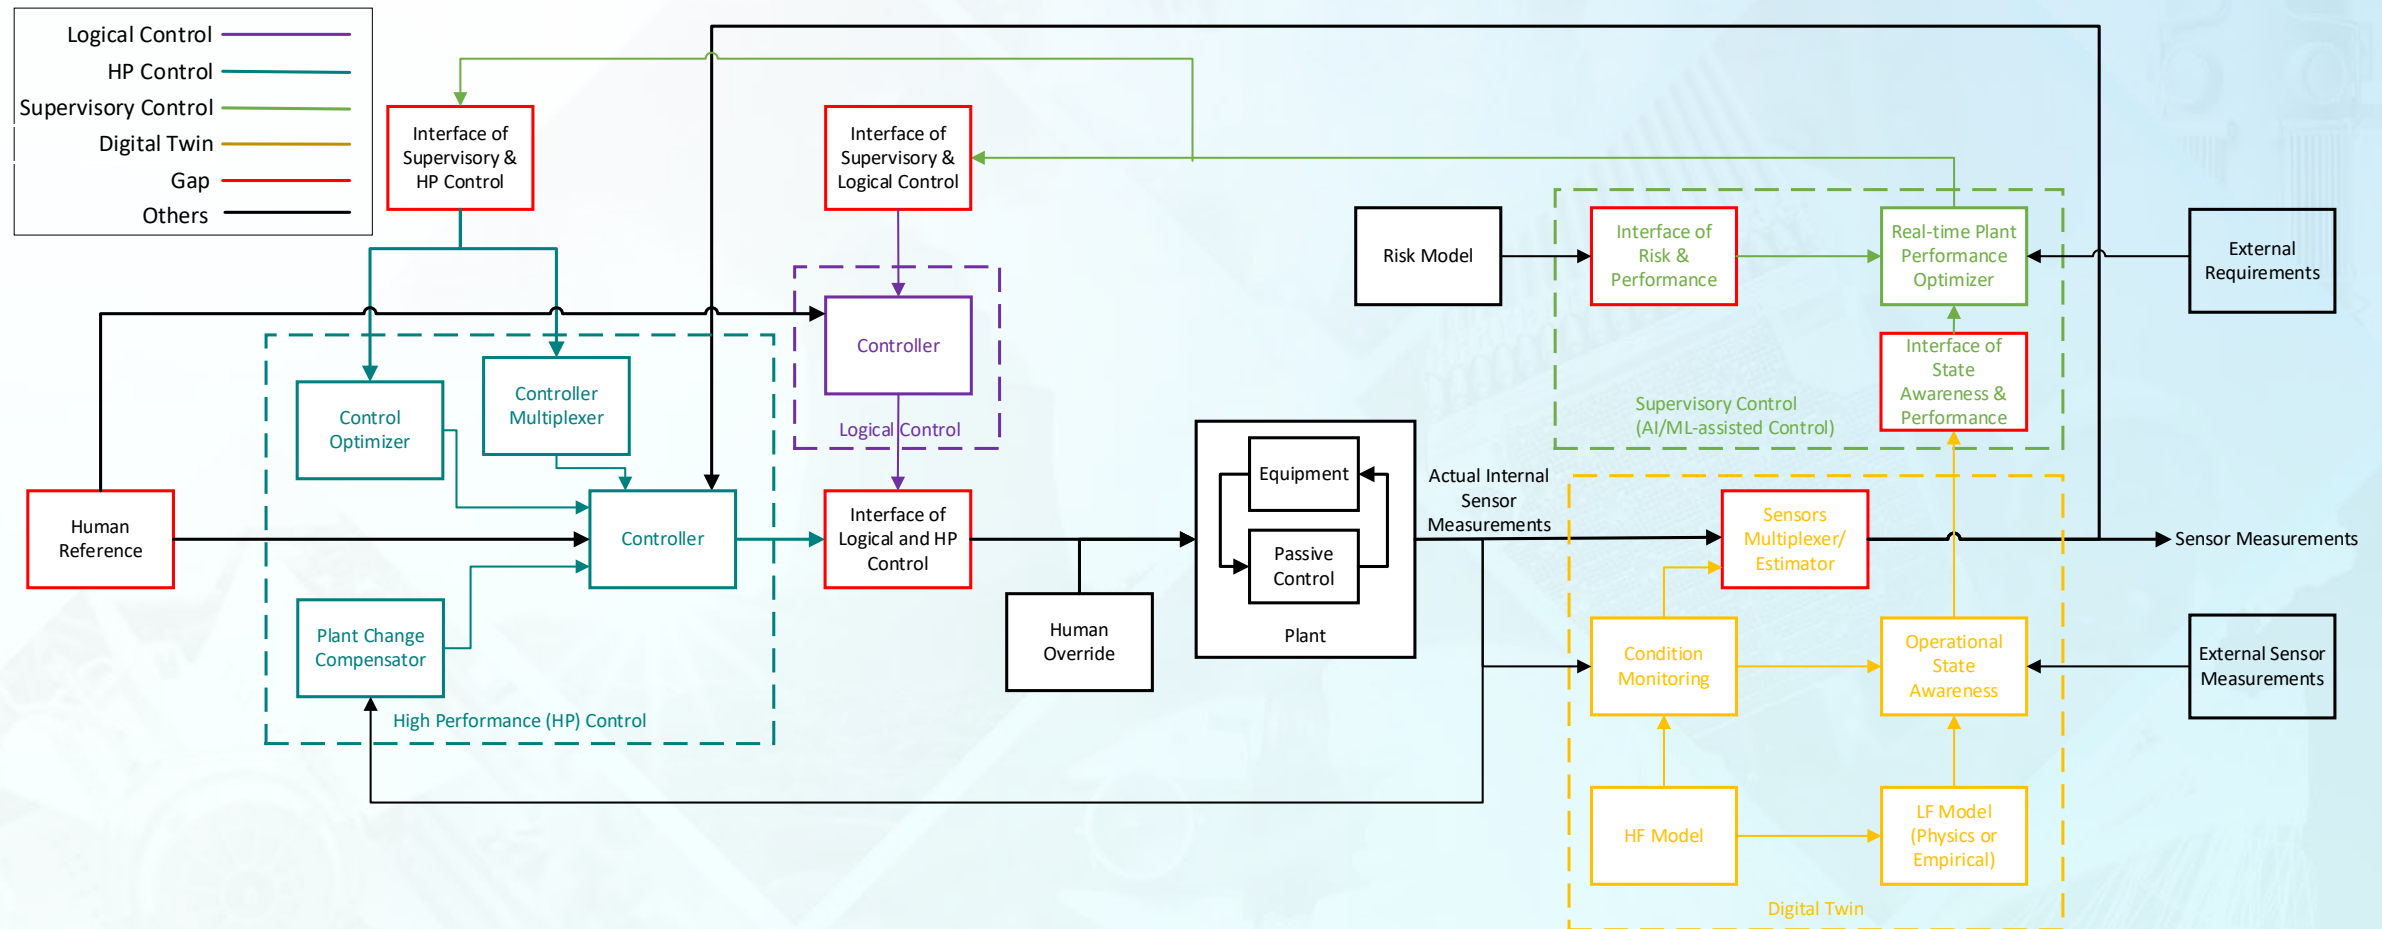 Logical Control
HP Control
Supervisory Control
Digital Twin
Gap
Others
Interface of
Supervisory &
HP Control
Interface of
Supervisory &
Logical Control
Risk Model
Interface of
Risk &
Performance
Real-time Plant
Performance
Optimizer
External
Requirements
Controller
Logical Control
Control
Optimizer
Controller
Multiplexer
Interface of
State
Awareness &
Performance
Supervisory Control
(AI/ML-assisted Control)
Human
Reference
Controller
Interface of
Logical and HP
Control
Equipment
Passive
Control
Plant
Actual Internal
Sensor
Measurements
Sensors
Multiplexer/
Estimator
Sensor Measurements
Plant Change
Compensator
High Performance (HP) Control
Human
Override
Condition
Monitoring
Operational
State
Awareness
External Sensor
Measurements
HF Model
LF Model
(Physics or
Empirical)
Digital Twin